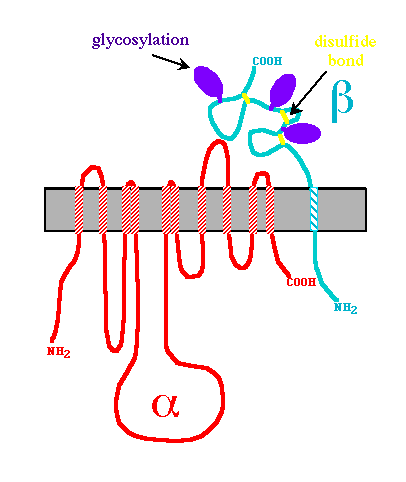 glycosylation
COOH
disulfide
bond
β
COOH
NH2
NH2
α